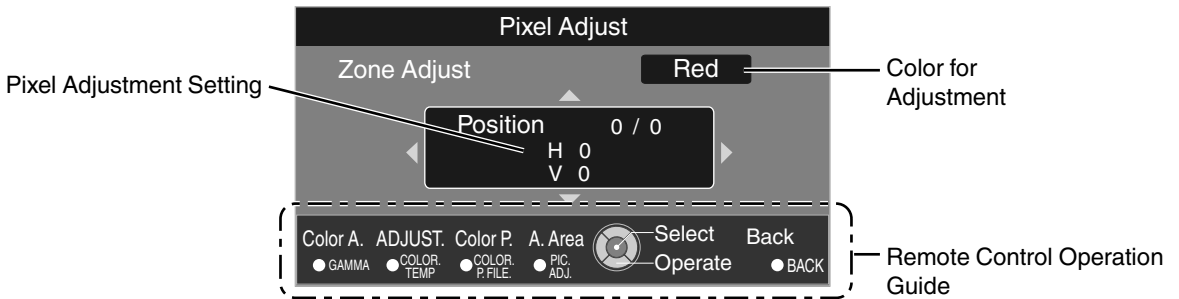 Pixel Adjust
Zone Adjust Red
Pixel Adjustment Setting
Color for
Adjustment
Position 0 / 0
H 0
V 0
Color A. ADJUST. Color P. A. Area Select Back
GAMMA COLOR. TEMP COLOR. P.FILE. PIC. ADJ. Operate BACK
Remote Control Operation
Guide